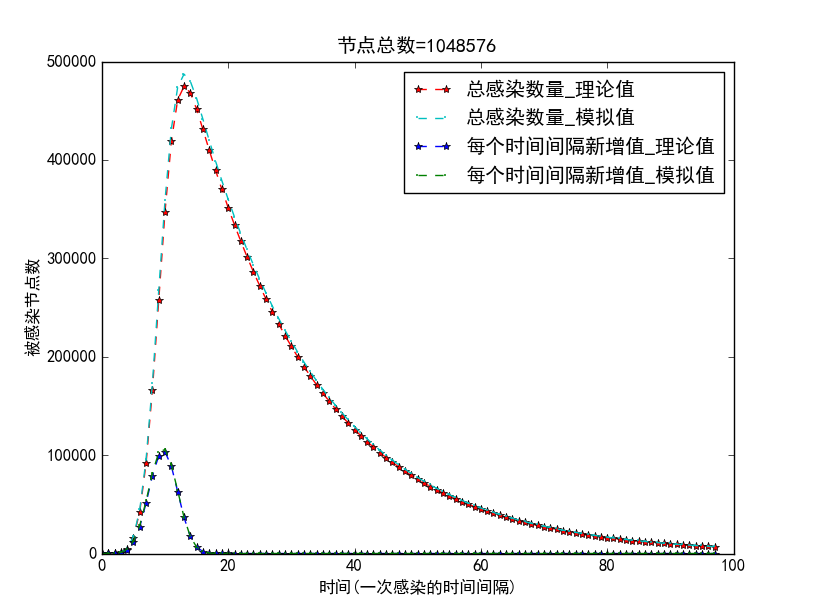 节点总数=1048576
总感染数量_理论值
总感染数量_模拟值
每个时间间隔新增值_理论值
每个时间间隔新增值_模拟值
被感染节点数
500000
400000
300000
200000
100000
0
0 20 40 60 80 100
时间(一次感染的时间间隔)